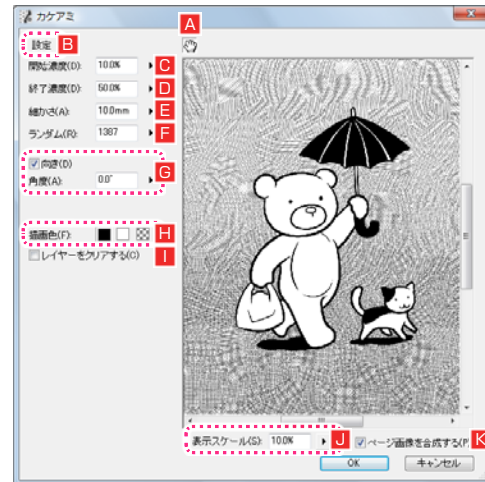 カケアミ
A
設定 B
開始濃度(D): 10.0% C
終了濃度(D): 50.0% D
細かさ(A): 10.0mm E
ランダム(R): 1387 F
向き(D) G
角度(A): 0.0°
描画色(F): H
レイヤーをクリアする(C) I
表示スケール(S): 10.0% J ページ画像を合成する(P) K
OK キャンセル